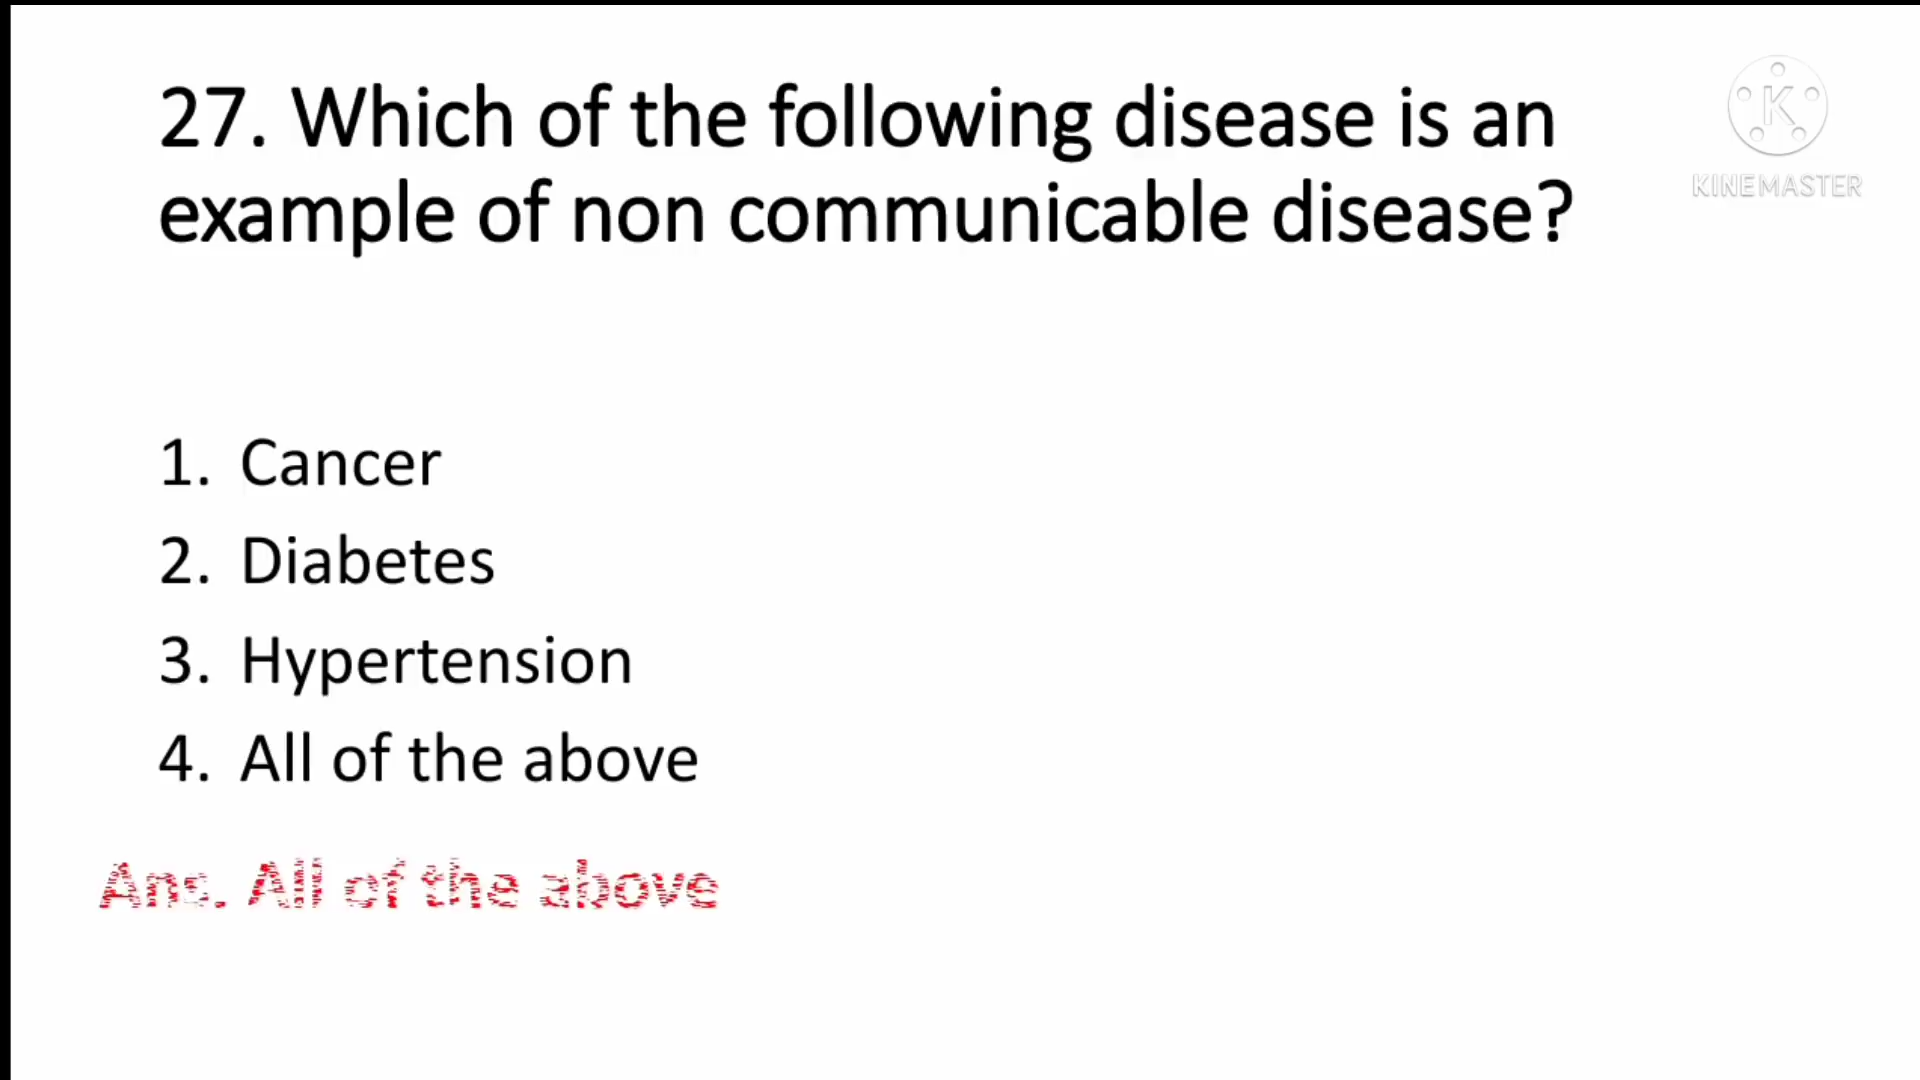 27. Which of the following disease is an
example of non communicable disease?
K
KINEMASTER
1. Cancer
2. Diabetes
3. Hypertension
4. All of the above
Ans. All of the above